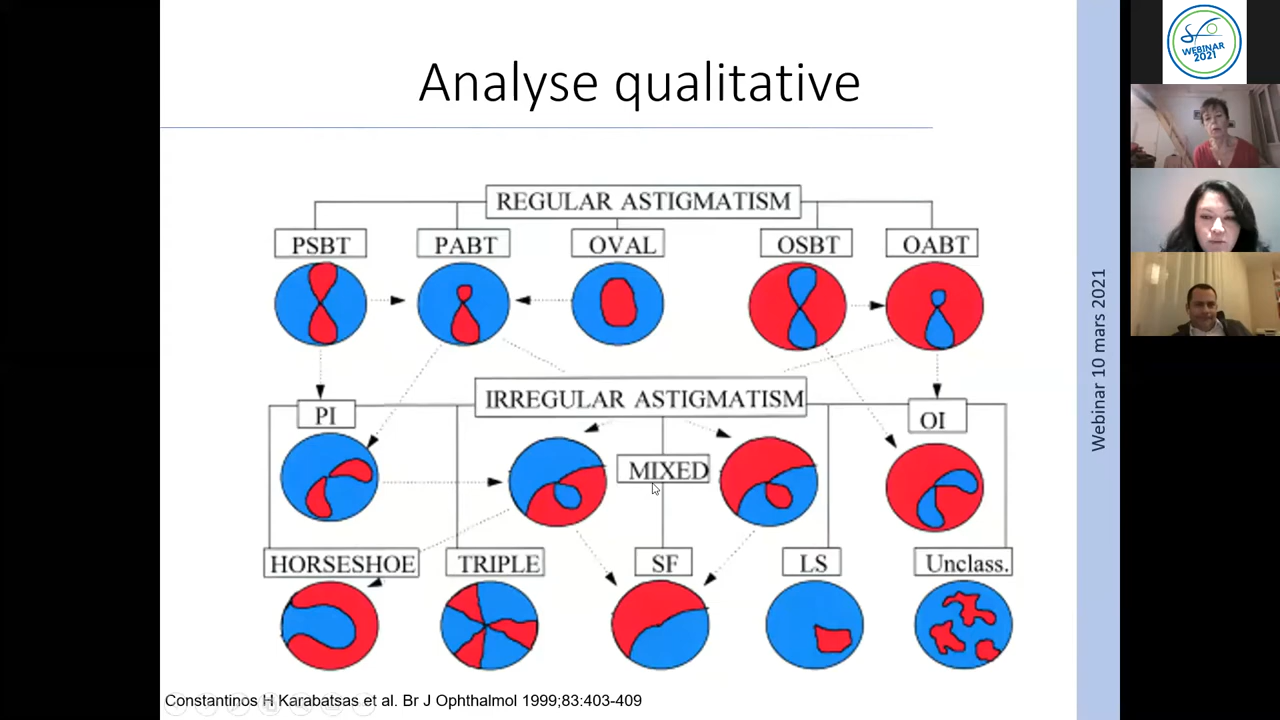 Analyse qualitative
REGULAR ASTIGMATISM
PSBT
PABT
OVAL
OSBT
OABT
IRREGULAR ASTIGMATISM
PI
OI
MIXED
HORSESHOE
TRIPLE
SF
LS
Unclass.
Constantinos H Karabatsas et al. Br J Ophthalmol 1999;83:403-409
Webinar 10 mars 2021
SFO
WEBINAR
2021